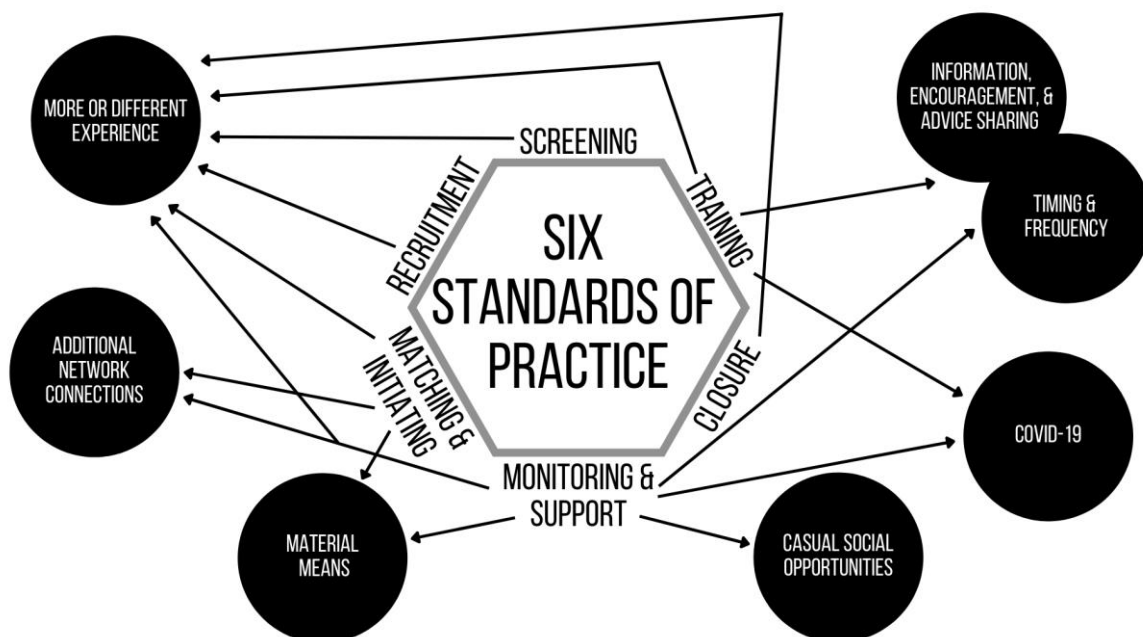 MORE OR DIFFERENT
EXPERIENCE
INFORMATION,
ENCOURAGEMENT, &
ADVICE SHARING
TIMING &
FREQUENCY
SCREENING
RECRUITMENT
TRAINING
SIX
STANDARDS OF
PRACTICE
MATCHING &
INITIATING
CLOSURE
MONITORING &
SUPPORT
ADDITIONAL
NETWORK
CONNECTIONS
COVID-19
MATERIAL
MEANS
CASUAL SOCIAL
OPPORTUNITIES